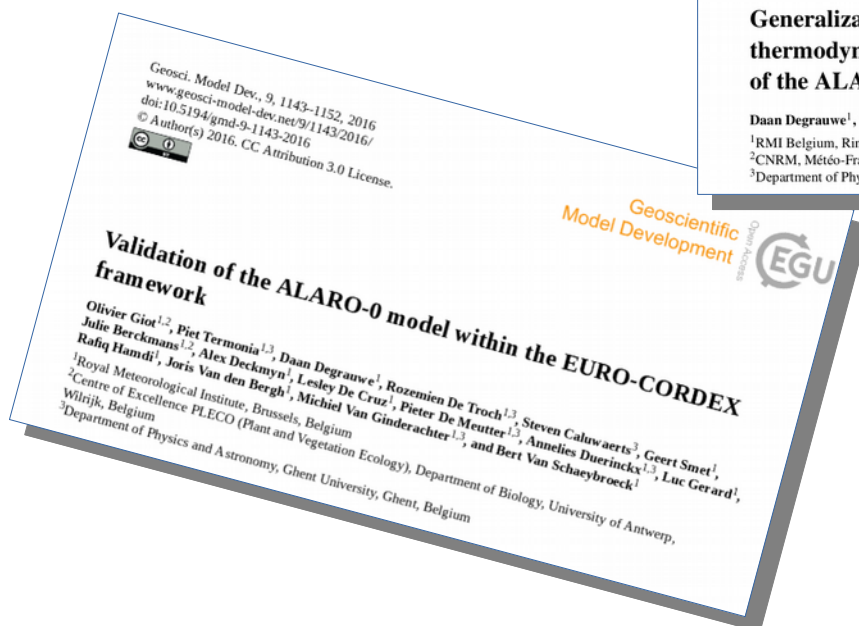 Geosci. Model Dev., 9, 1143–1152, 2016
www.geosci-model-dev.net/9/1143/2016/
doi:10.5194/gmd-9-1143-2016
© Author(s) 2016. CC Attribution 3.0 License.
Geoscientific
Model Development
Open Access
EGU
Validation of the ALARO-0 model within the EURO-CORDEX
framework
Olivier Giot1,2, Piet Termonia1,3, Daan Degrauwe1, Rozemien De Troch1,3, Steven Caluwaerts3, Geert Smet1,
Julie Berckmans1,2, Alex Deckmyn1, Lesley De Cruz1, Pieter De Meutter1,3, Annelies Duerinckx1,3, Luc Gerard1,
Rafiq Hamdi1, Joris Van den Bergh1, Michiel Van Ginderachter1,3, and Bert Van Schaeybroeck1
1Royal Meteorological Institute, Brussels, Belgium
2Centre of Excellence PLECO (Plant and Vegetation Ecology), Department of Biology, University of Antwerp,
Wilrijk, Belgium
3Department of Physics and Astronomy, Ghent University, Ghent, Belgium
Generaliza
thermodyn
of the ALA
Daan Degrauwe1,
1RMI Belgium, Rin
2CNRM, Météo-Fra
3Department of Phy